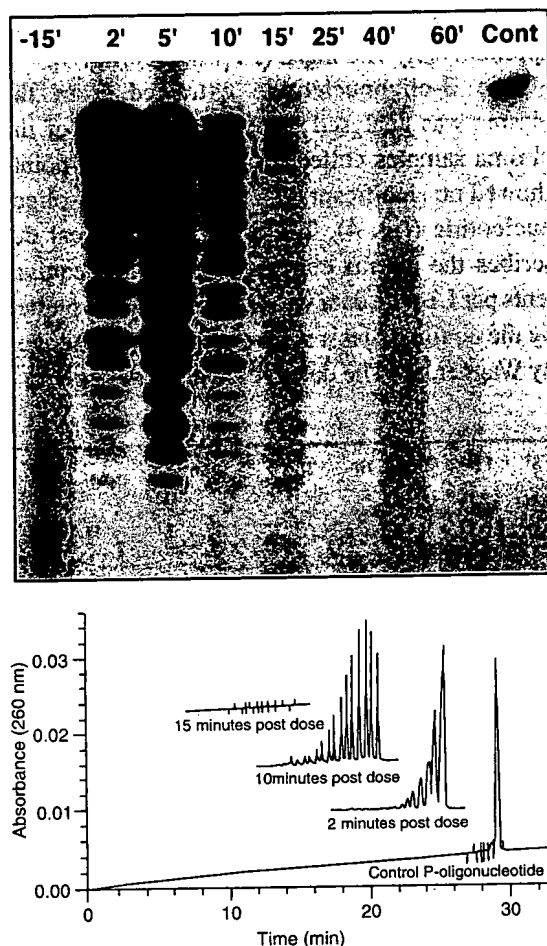 -15' 2' 5' 10' 15' 25' 40' 60' Cont
Absorbance (260 nm)
0.03
0.02
0.01
0.00
15 minutes post dose
10minutes post dose
2 minutes post dose
Control P-oligonucleotide
0 10 20 30
Time (min)